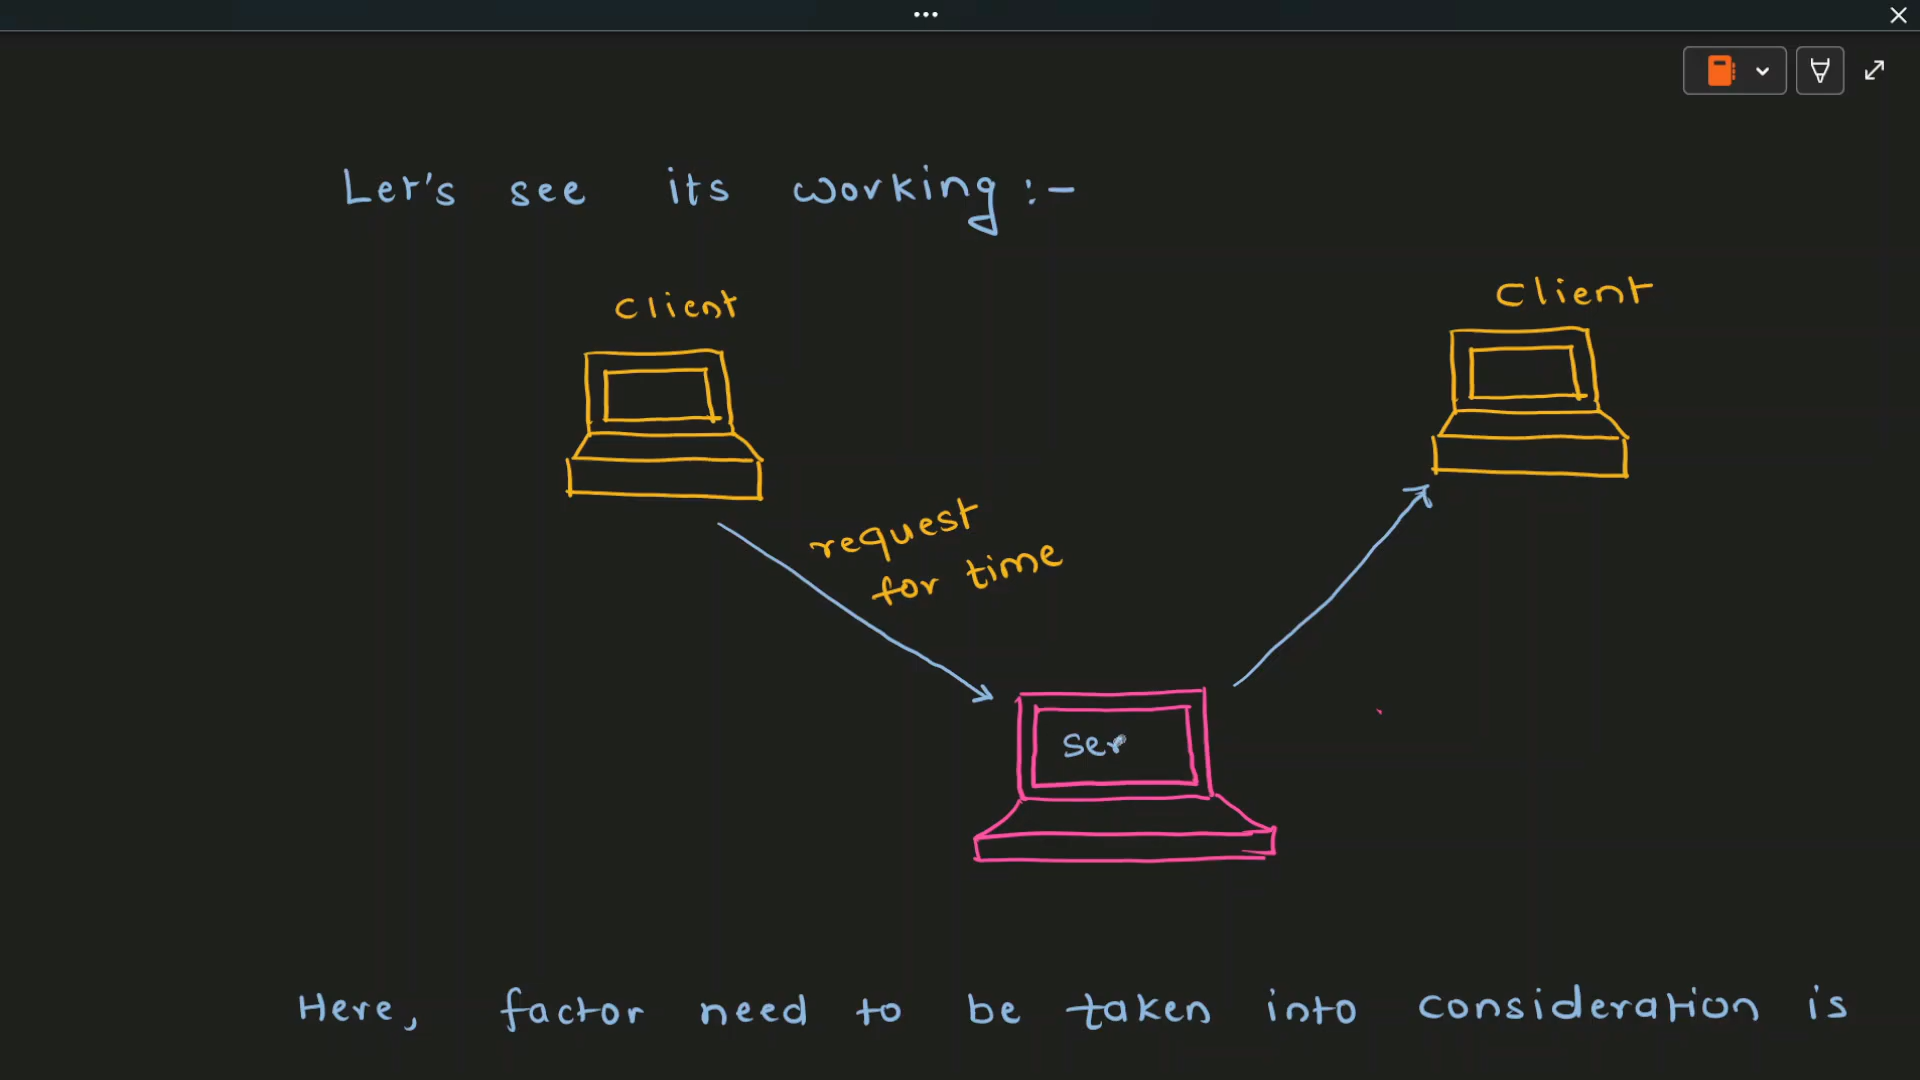 Let's see its working:-
Client
Client
request
for time
Ser
Here, factor need to be taken into consideration is